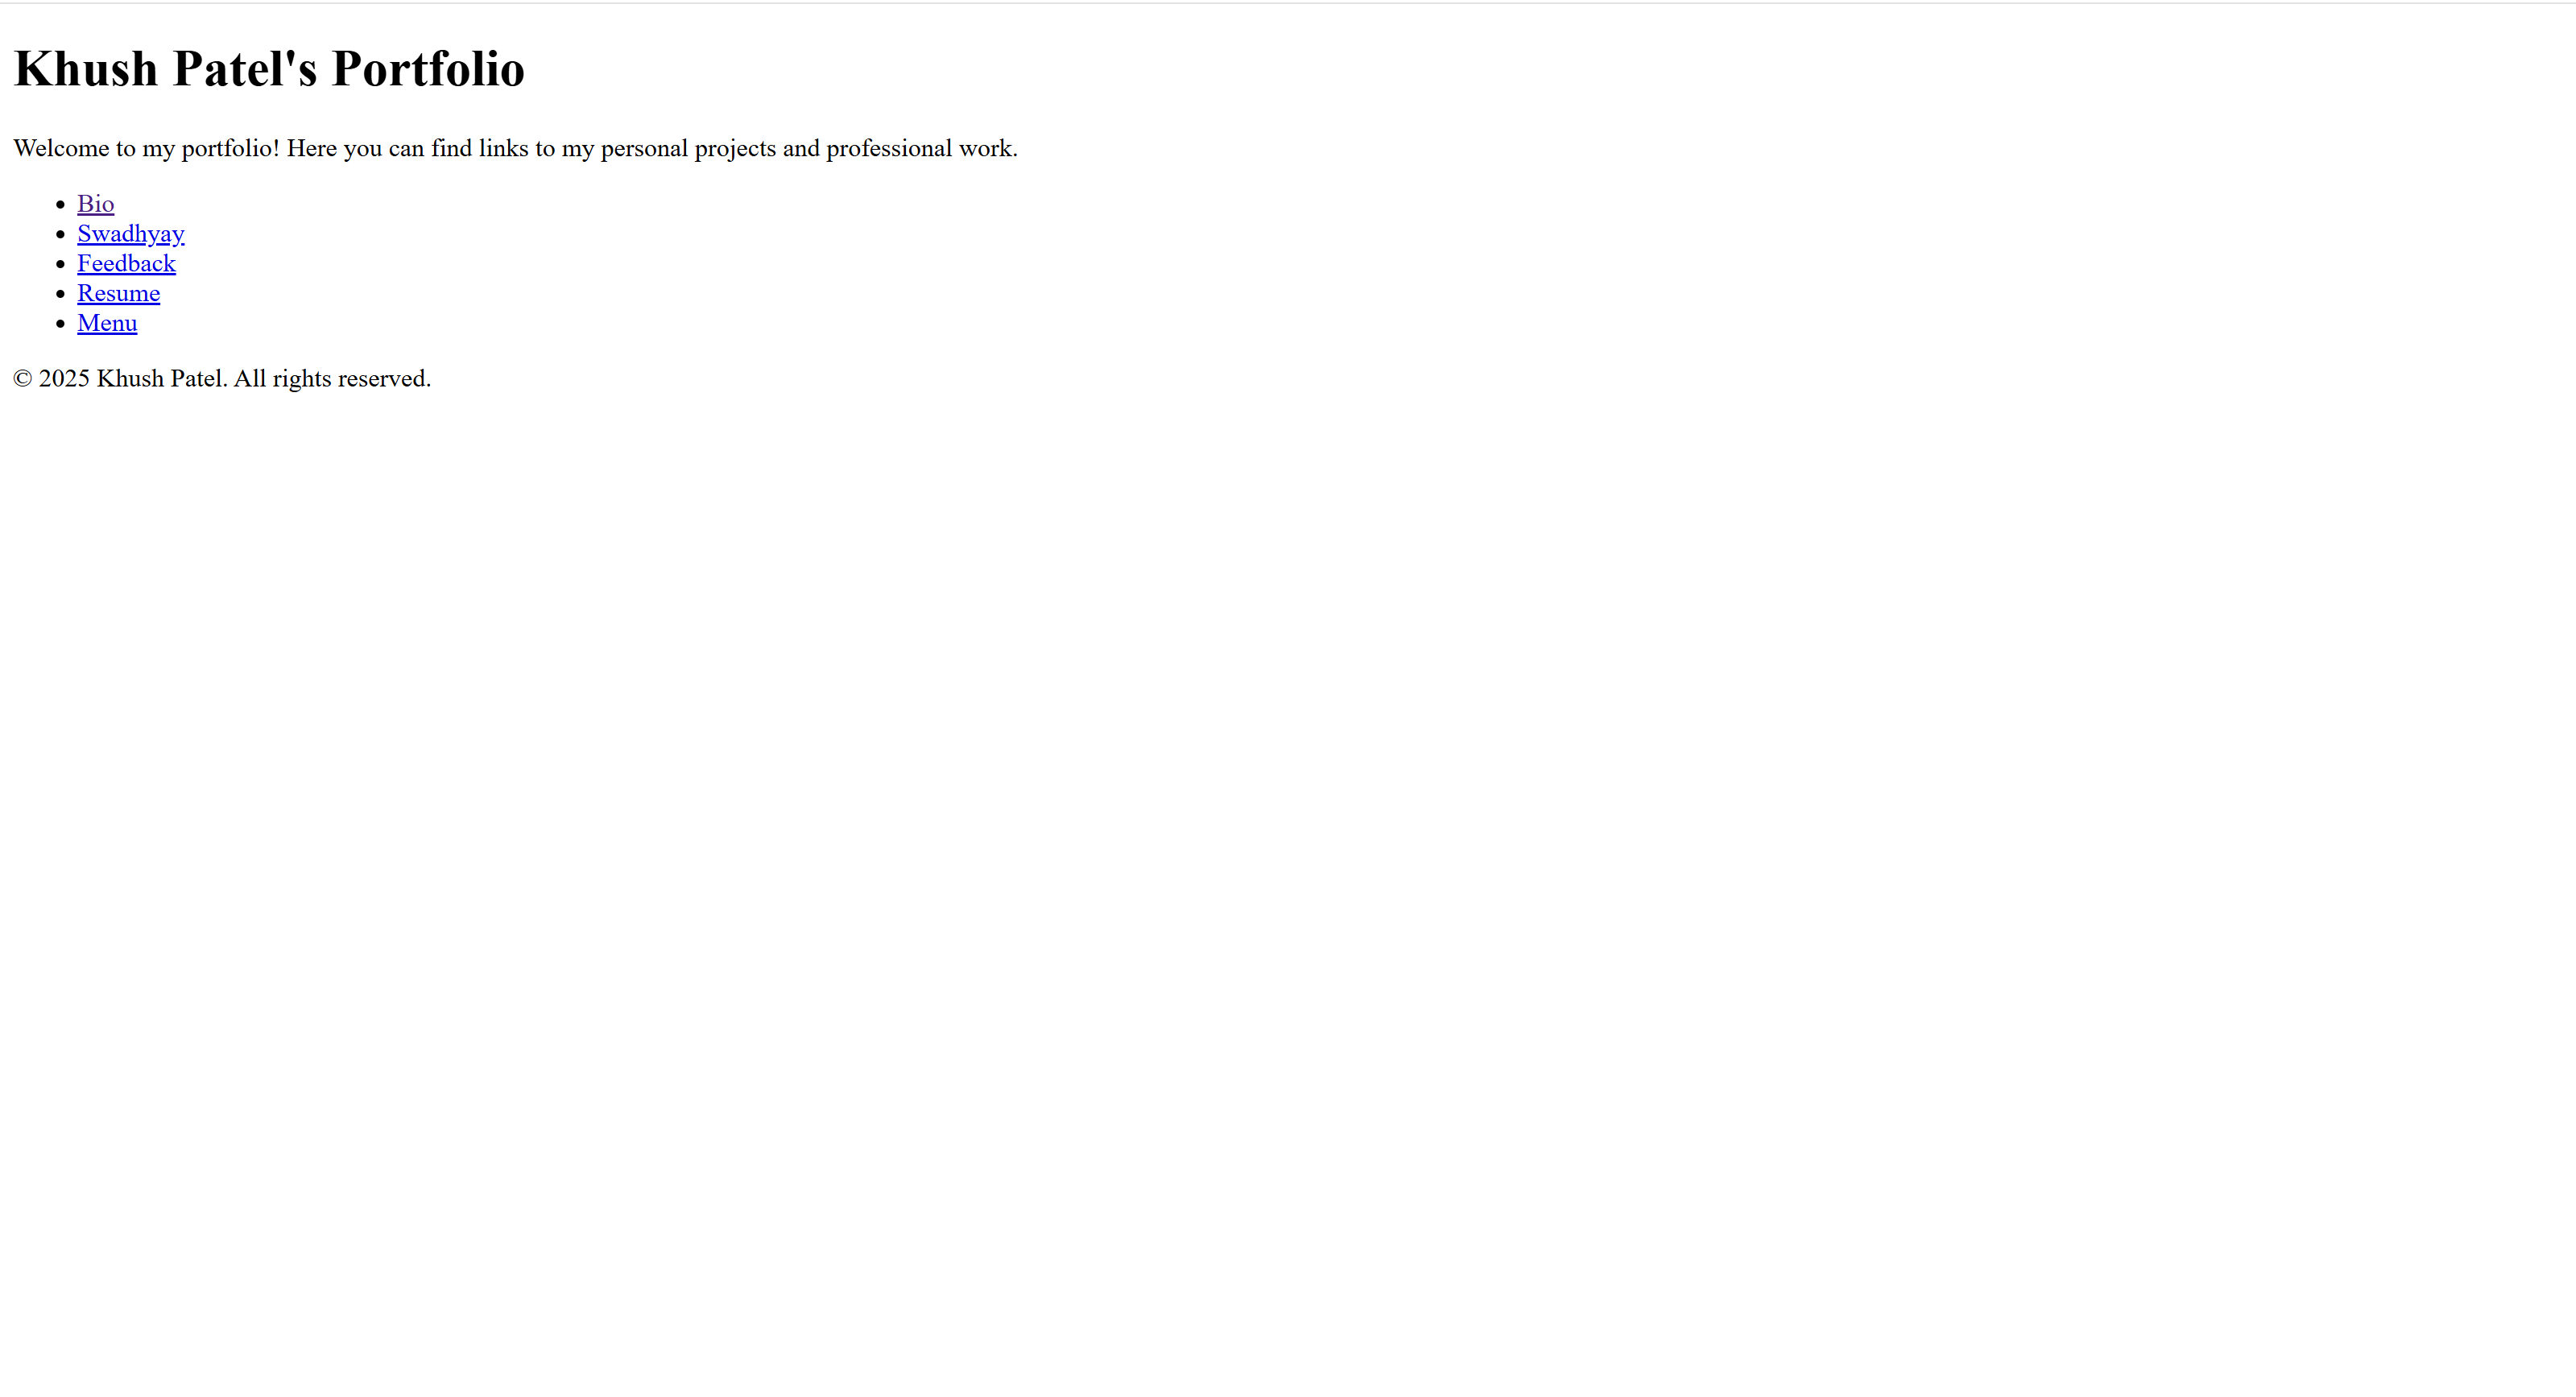 Khush Patel's Portfolio
Welcome to my portfolio! Here you can find links to my personal projects and professional work.
Bio
Swadhyay
Feedback
Resume
Menu
© 2025 Khush Patel. All rights reserved.